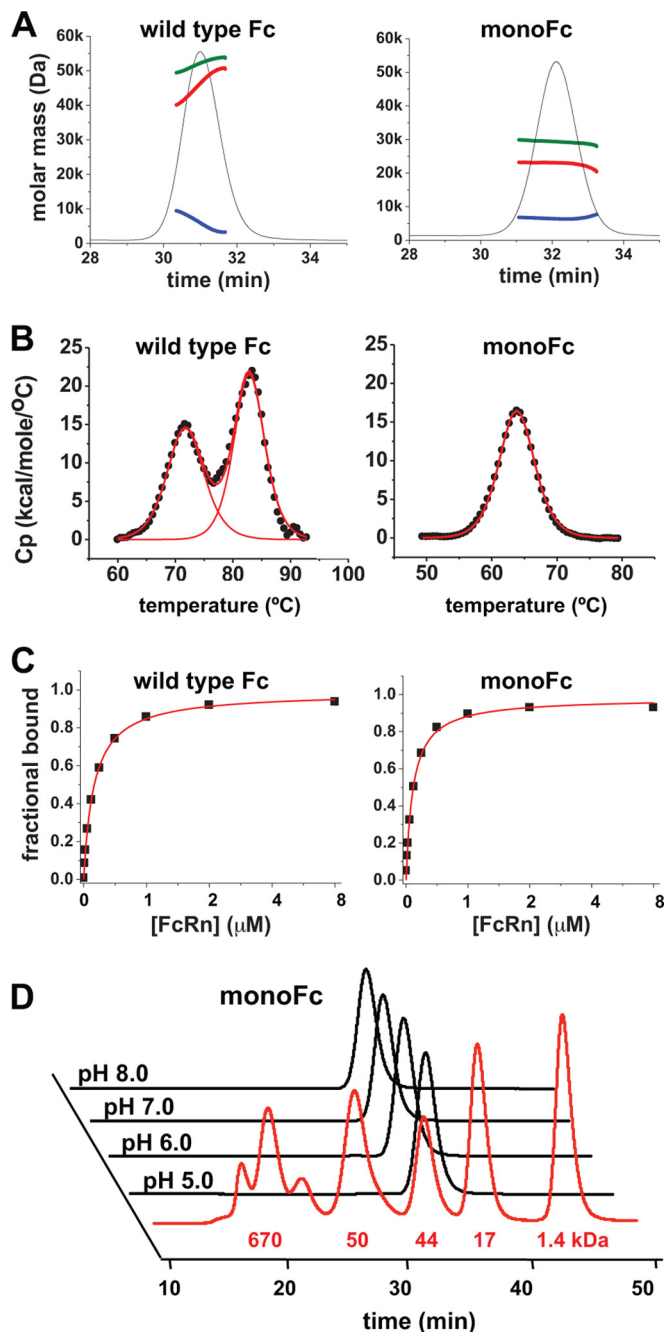 A
wild type Fc
monoFc
molar mass (Da)
60k
50k
40k
30k
20k
10k
0
28 30 32 34
time (min)
60k
50k
40k
30k
20k
10k
0
28 30 32 34
time (min)
B
wild type Fc
monoFc
Cp (kcal/mole/ºC)
25
20
15
10
5
0
60 70 80 90 100
temperature (ºC)
25
20
15
10
5
0
50 60 70 80
temperature (ºC)
C
wild type Fc
monoFc
fractional bound
1.0
0.8
0.6
0.4
0.2
0.0
0 1 2 4 8
[FcRn] (μM)
1.0
0.8
0.6
0.4
0.2
0.0
0 1 2 4 8
[FcRn] (μM)
D
monoFc
pH 8.0
pH 7.0
pH 6.0
pH 5.0
670 50 44 17 1.4 kDa
10 20 30 40 50
time (min)